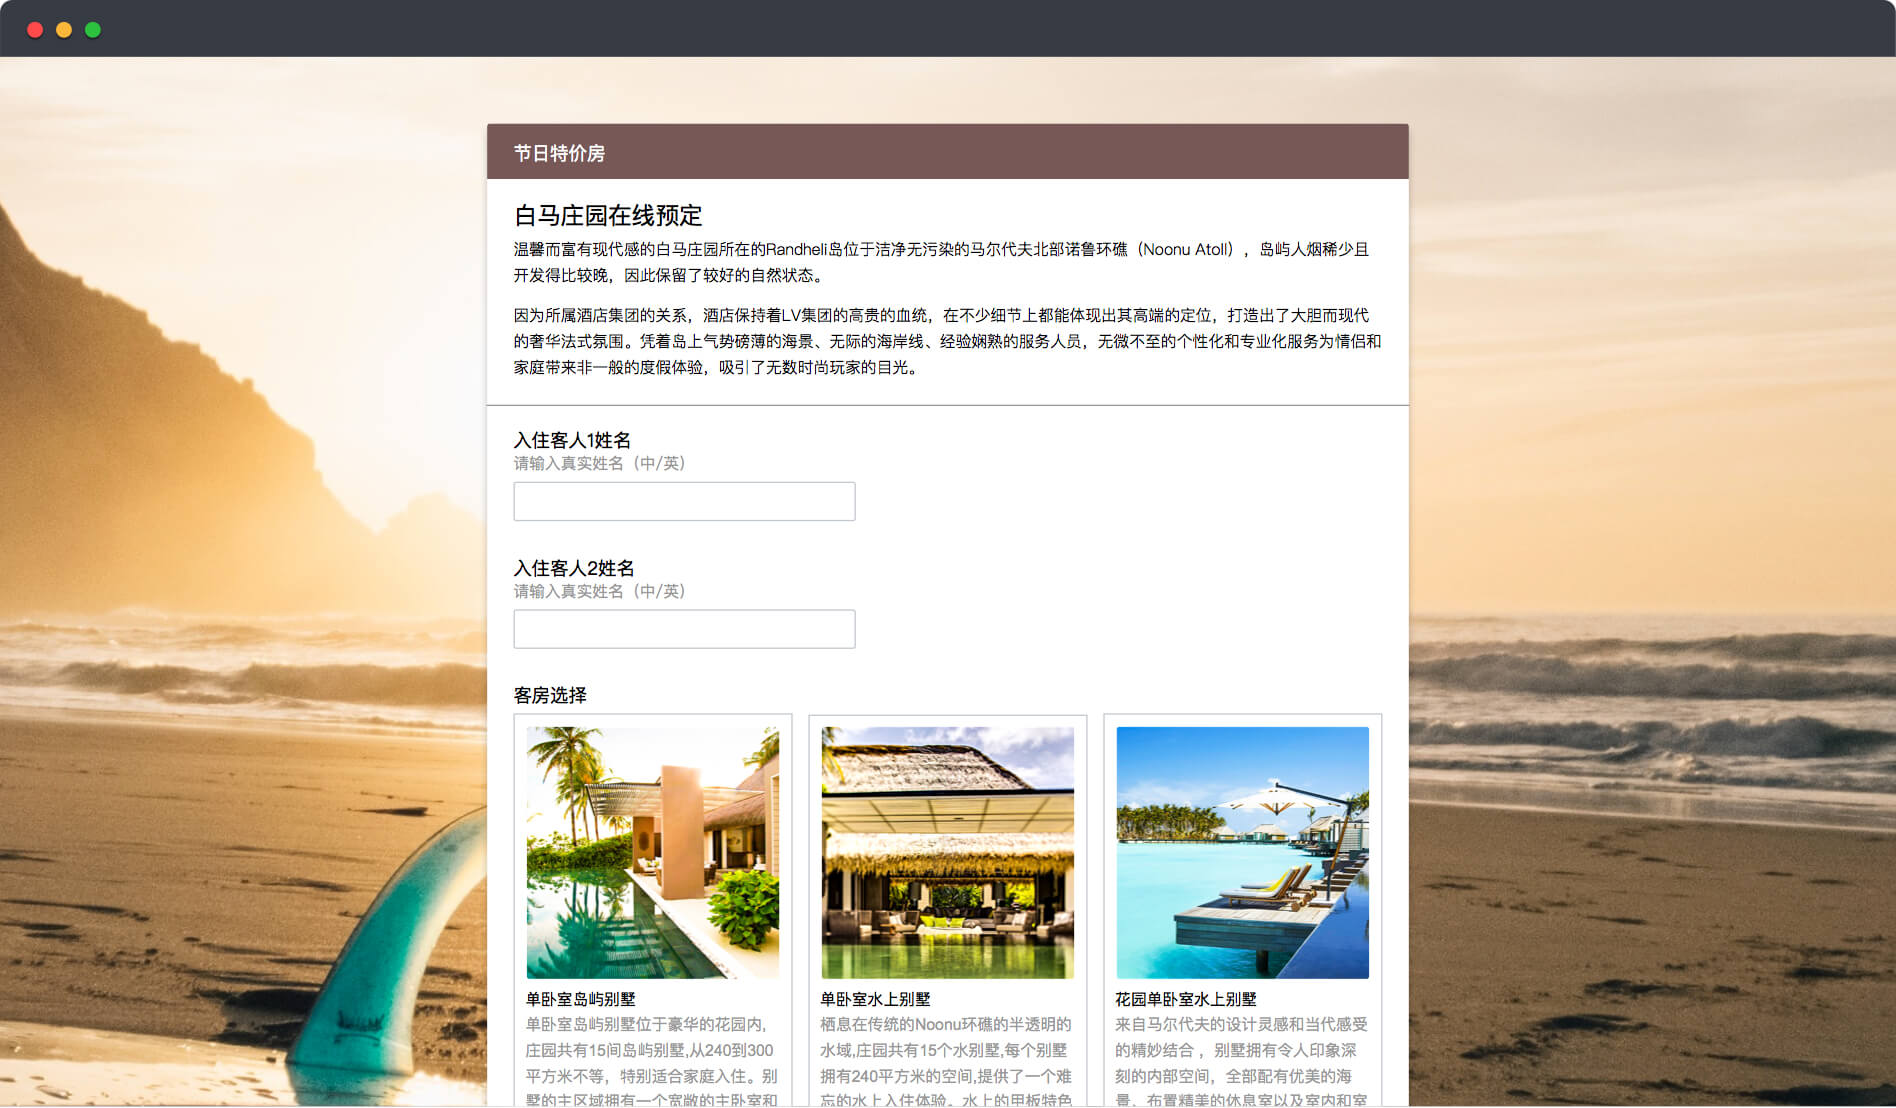 节日特价房
白马庄园在线预定
温馨而富有现代感的白马庄园所在的Randheli岛位于洁净无污染的马尔代夫北部诺鲁环礁（Noonu Atoll），岛屿人烟稀少且
开发得比较晚，因此保留了较好的自然状态。
因为所属酒店集团的关系，酒店保持着LV集团的高贵的血统，在不少细节上都能体现出其高端的定位，打造出了大胆而现代
的奢华法式氛围。凭着岛上气势磅薄的海景、无际的海岸线、经验娴熟的服务人员，无微不至的个性化和专业化服务为情侣和
家庭带来非一般的度假体验，吸引了无数时尚玩家的目光。
入住客人1姓名
请输入真实姓名（中/英）
入住客人2姓名
请输入真实姓名（中/英）
客房选择
单卧室岛屿别墅
单卧室岛屿别墅位于豪华的花园内，
庄园共有15间岛屿别墅,从240到300
平方米不等，特别适合家庭入住。别
墅的主区域拥有一个宽敞的主卧室和
单卧室水上别墅
栖息在传统的Noonu环礁的半透明的
水域,庄园共有15个水别墅,每个别墅
拥有240平方米的空间,提供了一个难
忘的水上入住体验。水上的甲板特色
花园单卧室水上别墅
来自马尔代夫的设计灵感和当代感受
的精妙结合 ，别墅拥有令人印象深
刻的内部空间，全部配有优美的海
景、布置精美的休息室以及室内和室